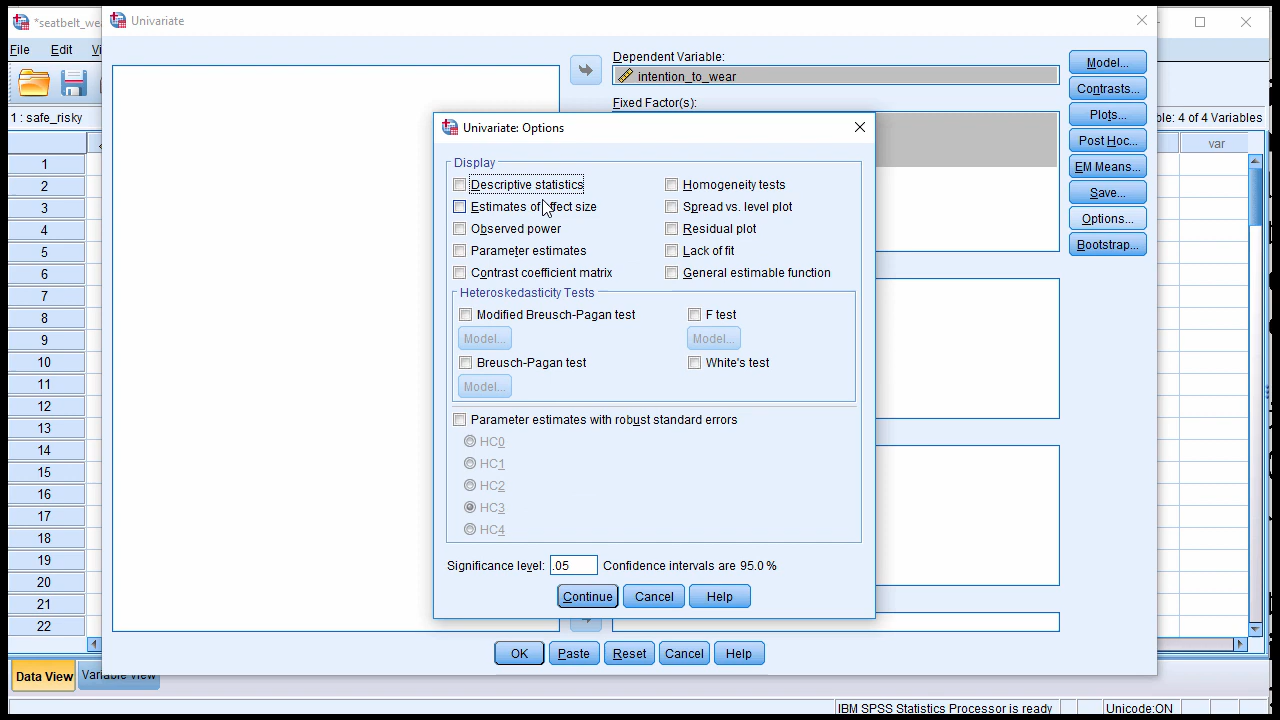 *seatbelt_we
Univariate
File Edit Vi
Dependent Variable:
intention_to_wear
Fixed Factor(s):
Model...
Contrasts...
Plots...
Post Hoc...
EM Means...
Save...
Options...
Bootstrap...
1 : safe_risky
ble: 4 of 4 Variables
var
1
2
3
4
5
6
7
8
9
10
11
12
13
14
15
16
17
18
19
20
21
22
Univariate: Options
Display
Descriptive statistics Homogeneity tests
Estimates of effect size Spread vs. level plot
Observed power Residual plot
Parameter estimates Lack of fit
Contrast coefficient matrix General estimable function
Heteroskedasticity Tests
Modified Breusch-Pagan test F test
Model... Model...
Breusch-Pagan test White's test
Model...
Parameter estimates with robust standard errors
HC0
HC1
HC2
HC3
HC4
Significance level: .05 Confidence intervals are 95.0 %
Continue Cancel Help
OK Paste Reset Cancel Help
Data View Variable View
IBM SPSS Statistics Processor is ready Unicode:ON